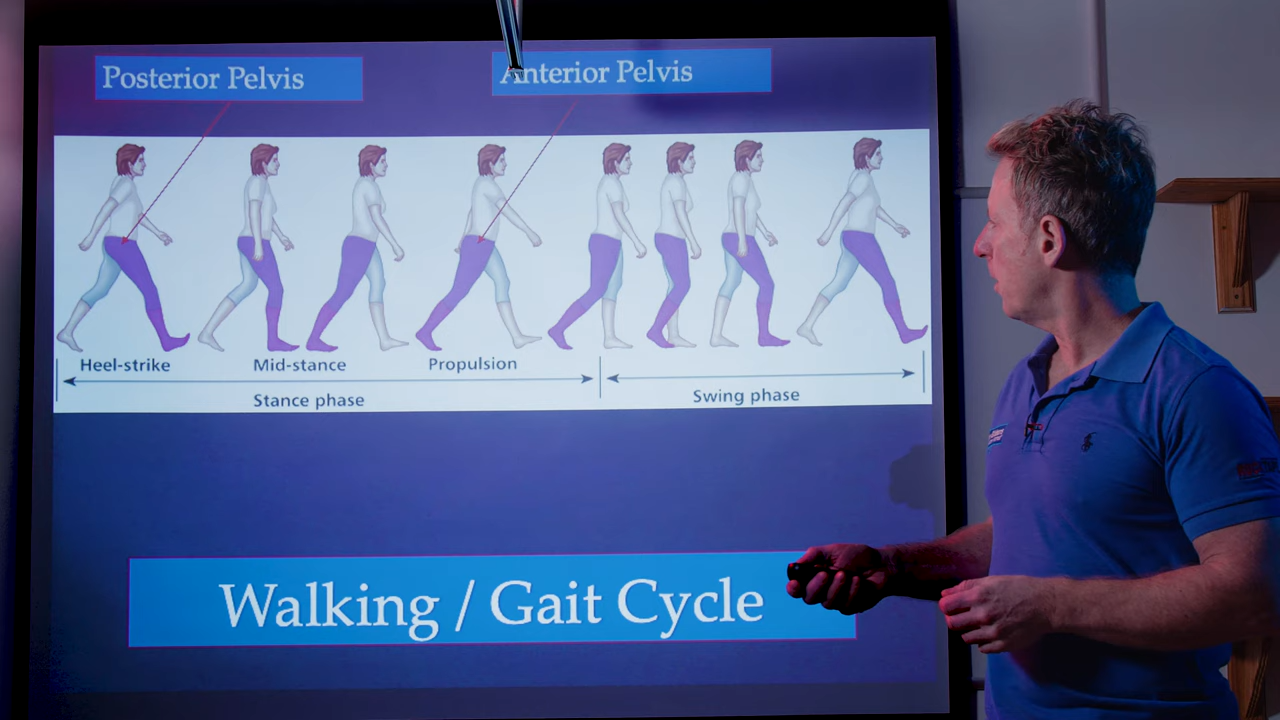 Posterior Pelvis
Anterior Pelvis
Heel-strike
Mid-stance
Propulsion
Stance phase
Swing phase
Walking / Gait Cycle